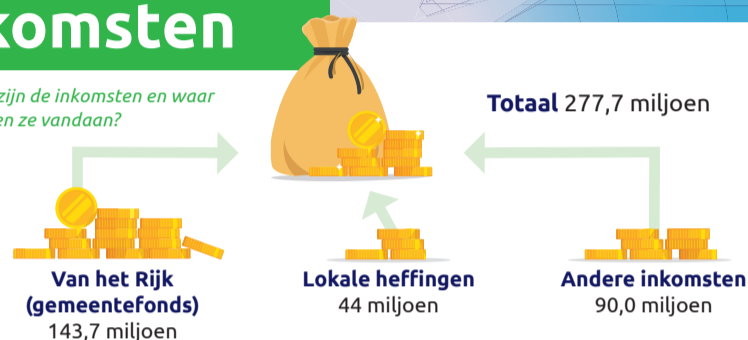 komsten
zijn de inkomsten en waar
en ze vandaan?
Totaal 277,7 miljoen
Van het Rijk
(gemeentefonds)
143,7 miljoen
Lokale heffingen
44 miljoen
Andere inkomsten
90,0 miljoen